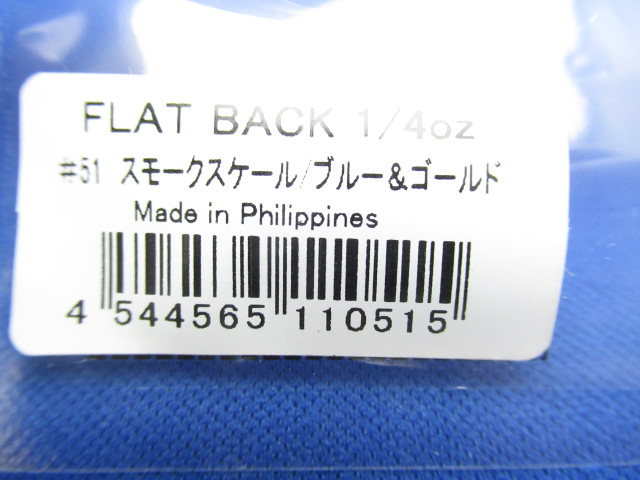 FLAT BACK 1/4oz
#51 スモークスケール/ブルー&ゴールド
Made in Philippines
4 544565 110515